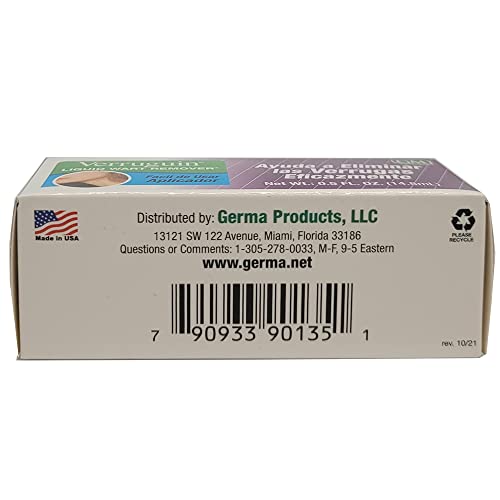 Verruguin
LIQUID WART REMOVER
Fácil de Usar
Aplicador
Ayuda a Eliminar
las Verrugas
Eficazmente
Net Wt. 0.5 FL. OZ. (14.8mL)
Made in USA
Distributed by: Germa Products, LLC
13121 SW 122 Avenue, Miami, Florida 33186
Questions or Comments: 1-305-278-0033, M-F, 9-5 Eastern
www.germa.net
PLEASE
RECYCLE
7 90933 90135 1
rev. 10/21